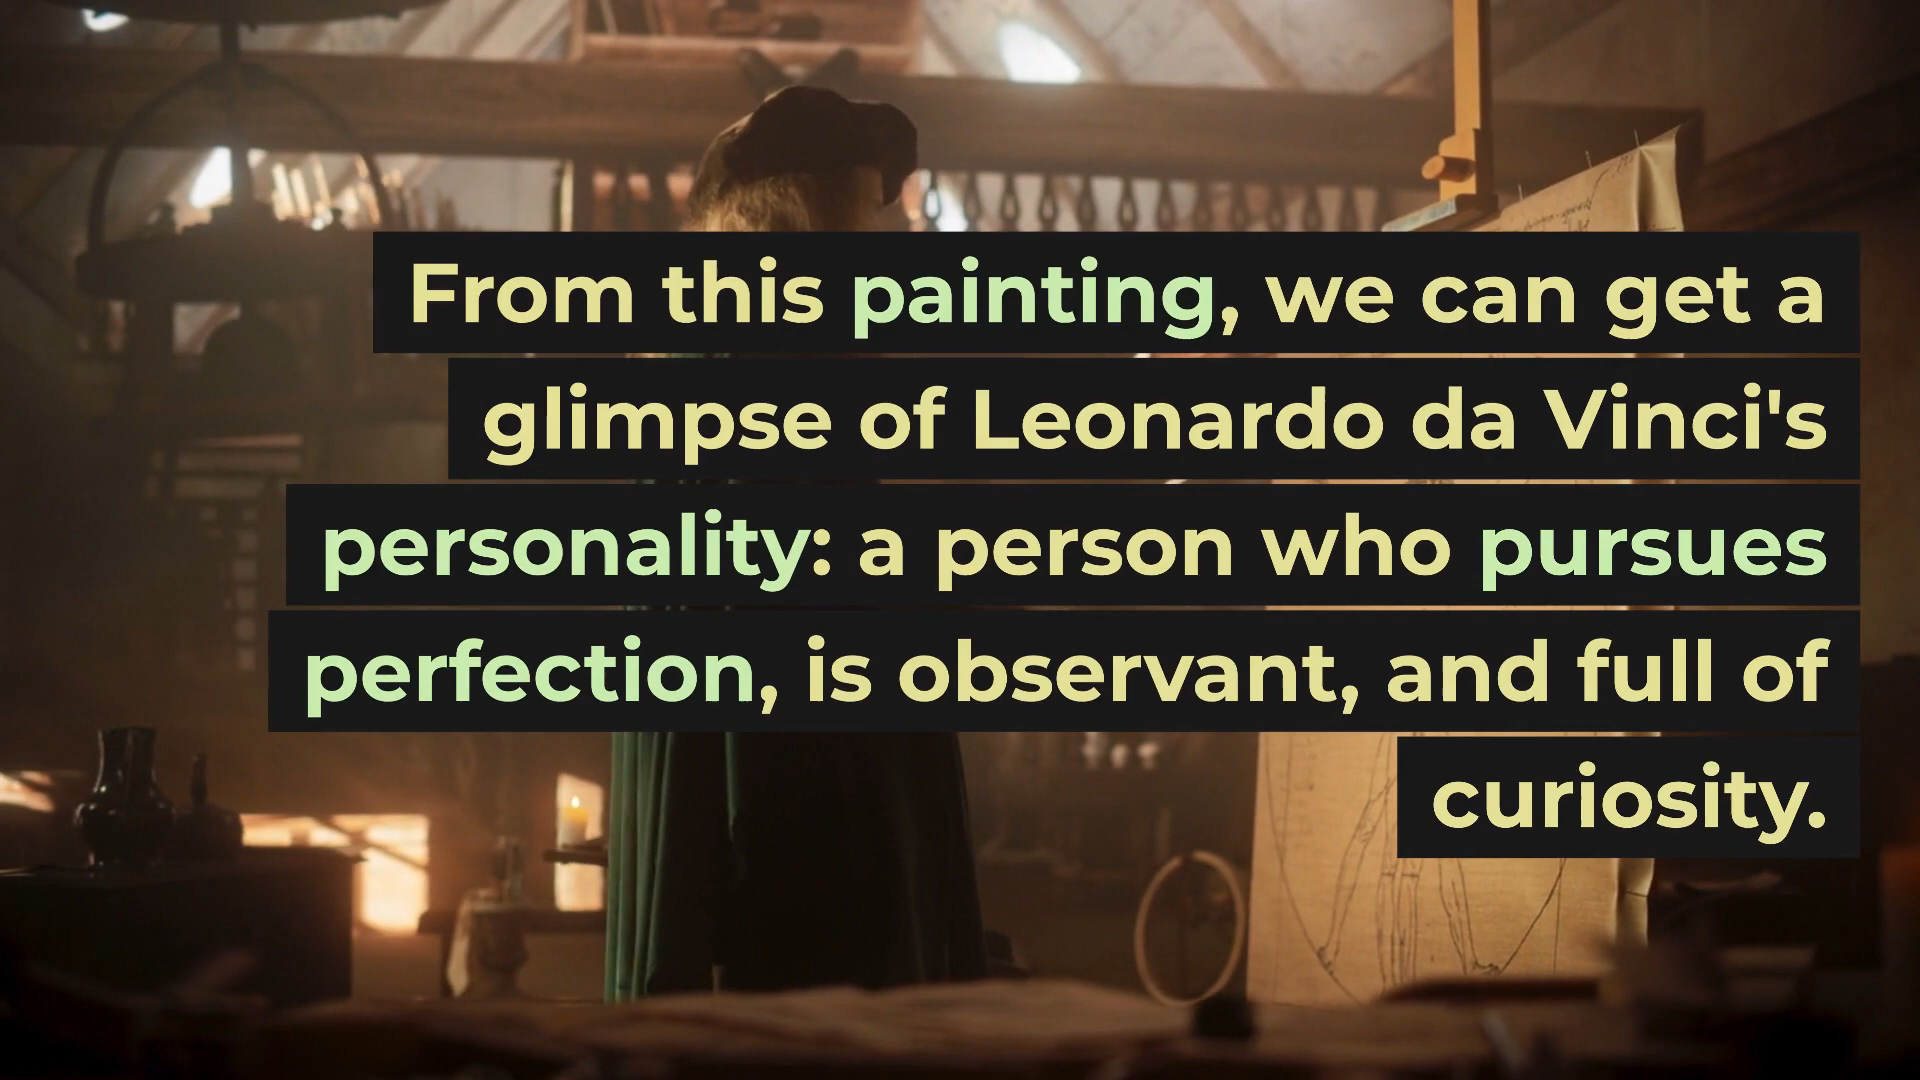 From this painting, we can get a
glimpse of Leonardo da Vinci's
personality: a person who pursues
perfection, is observant, and full of
curiosity.